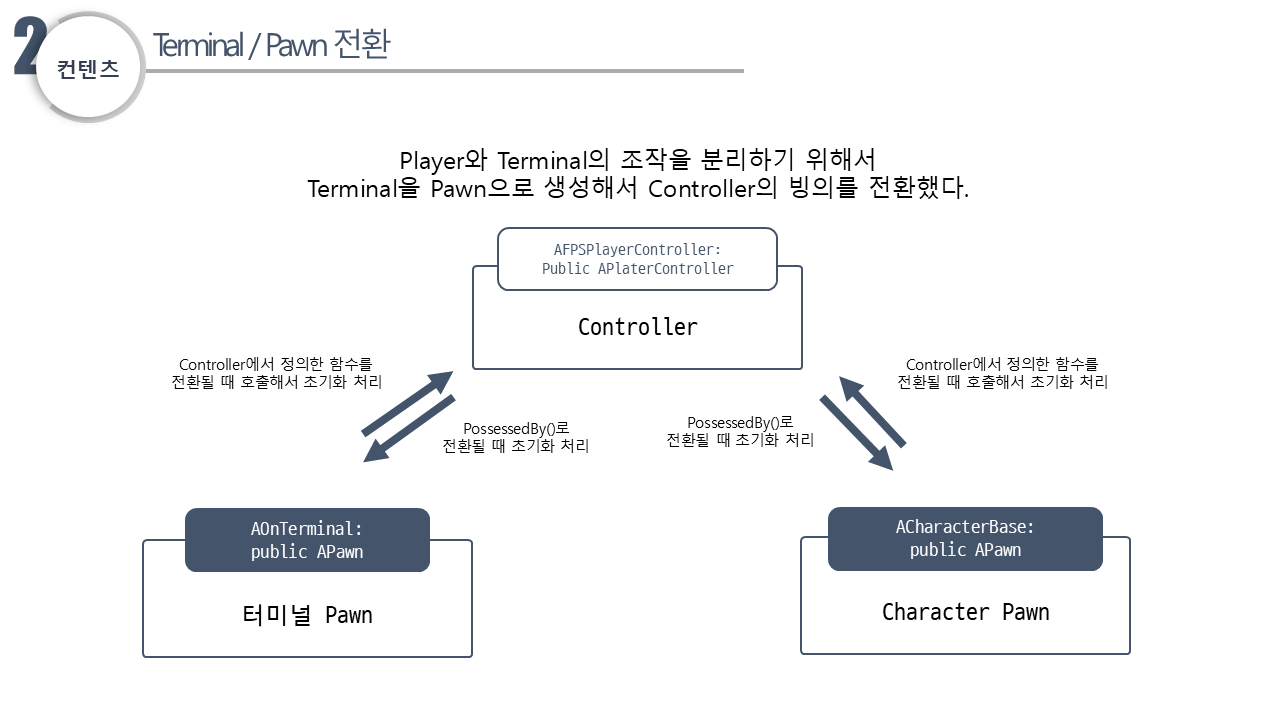 2
컨텐츠
Terminal / Pawn 전환
Player와 Terminal의 조작을 분리하기 위해서
Terminal을 Pawn으로 생성해서 Controller의 빙의를 전환했다.
AFPSPlayerController:
Public APlaterController
Controller
Controller에서 정의한 함수를
전환될 때 호출해서 초기화 처리
PossessedBy()로
전환될 때 초기화 처리
PossessedBy()로
전환될 때 초기화 처리
Controller에서 정의한 함수를
전환될 때 호출해서 초기화 처리
AOnTerminal:
public APawn
터미널 Pawn
ACharacterBase:
public APawn
Character Pawn